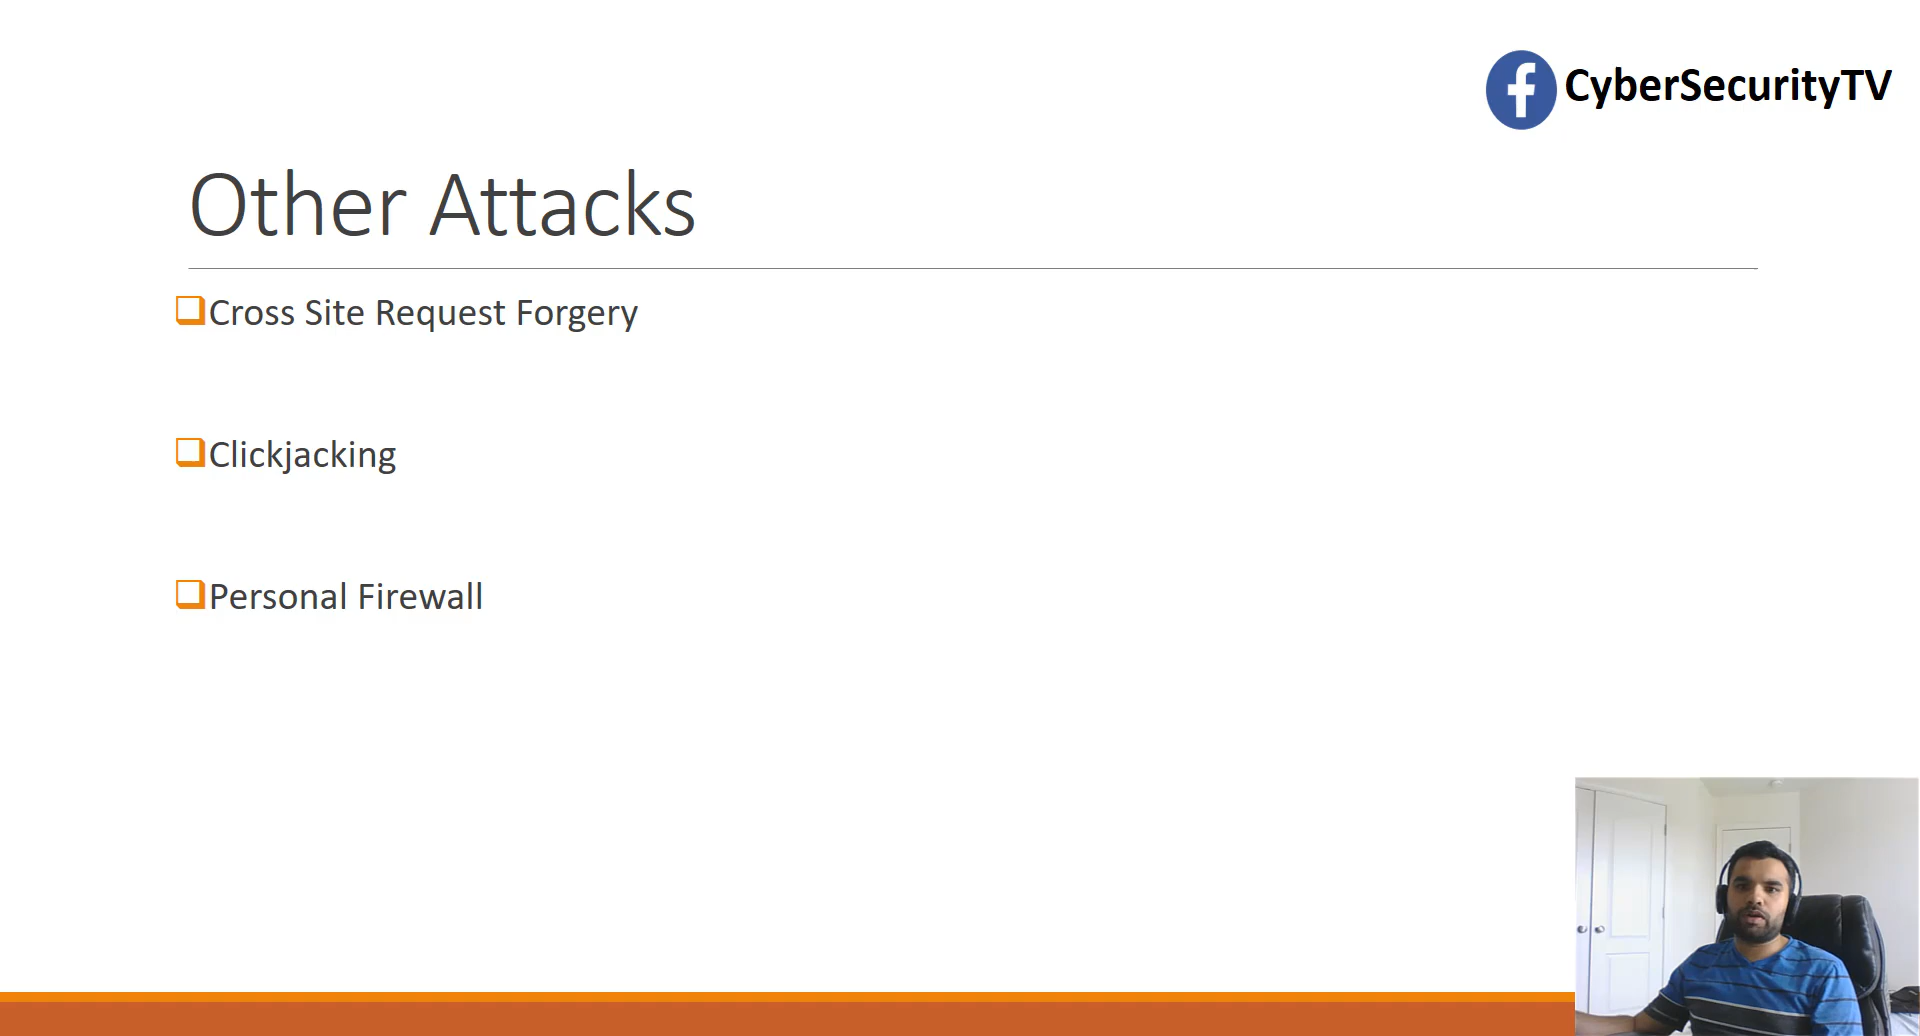 CyberSecurityTV
Other Attacks
Cross Site Request Forgery
Clickjacking
Personal Firewall